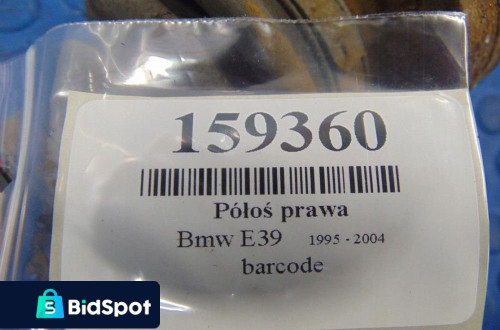 159360
Półoś prawa
Bmw E39 1995 - 2004
barcode
S
BidSpot